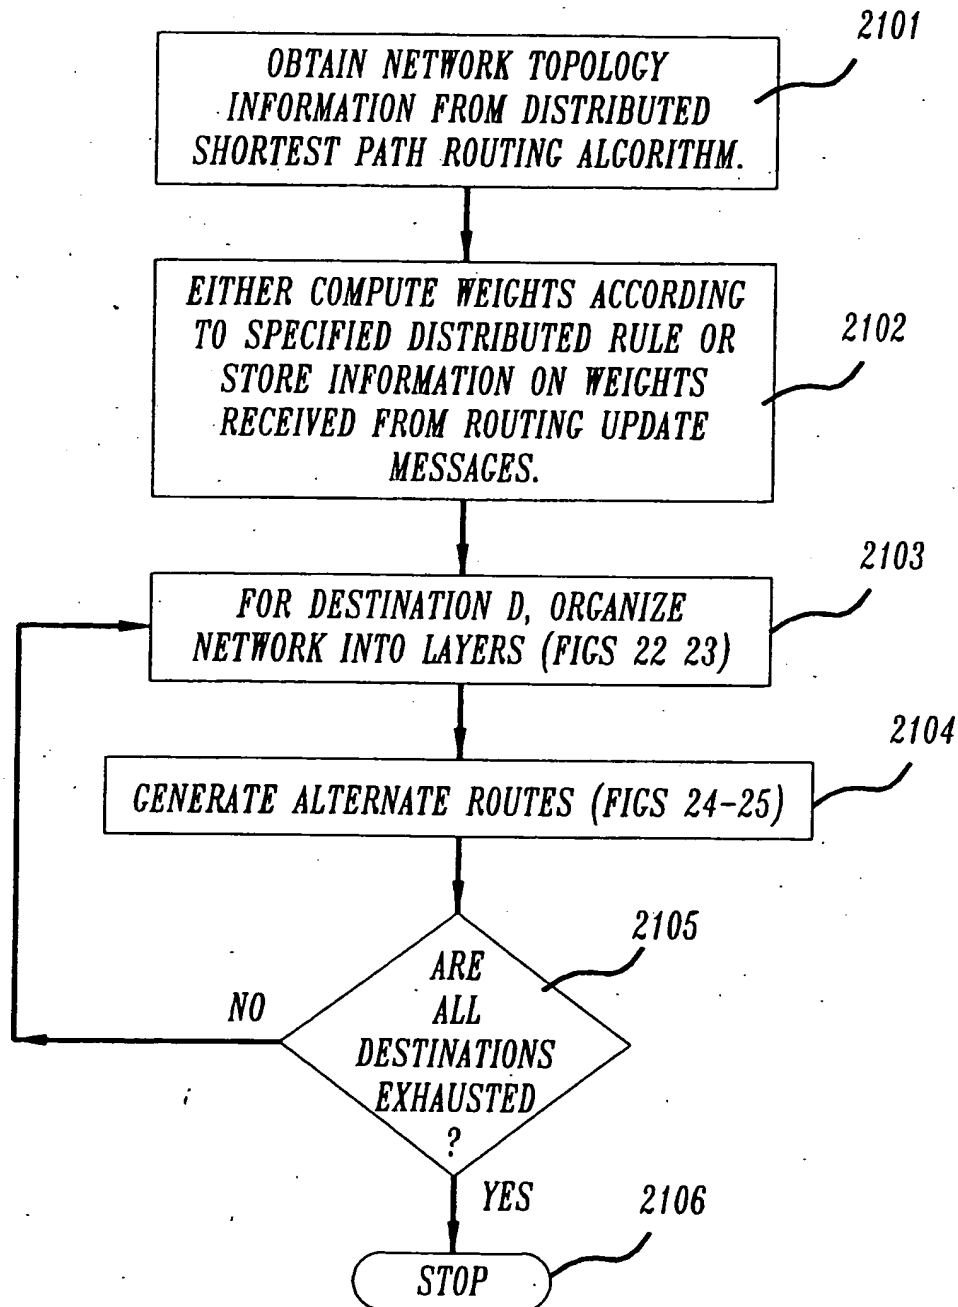 2101
OBTAIN NETWORK TOPOLOGY
INFORMATION FROM DISTRIBUTED
SHORTEST PATH ROUTING ALGORITHM.
EITHER COMPUTE WEIGHTS ACCORDING
TO SPECIFIED DISTRIBUTED RULE OR
STORE INFORMATION ON WEIGHTS
RECEIVED FROM ROUTING UPDATE
MESSAGES.
2102
2103
FOR DESTINATION D, ORGANIZE
NETWORK INTO LAYERS (FIGS 22 23)
2104
GENERATE ALTERNATE ROUTES (FIGS 24-25)
2105
ARE
ALL
DESTINATIONS
EXHAUSTED
?
NO
YES
2106
STOP